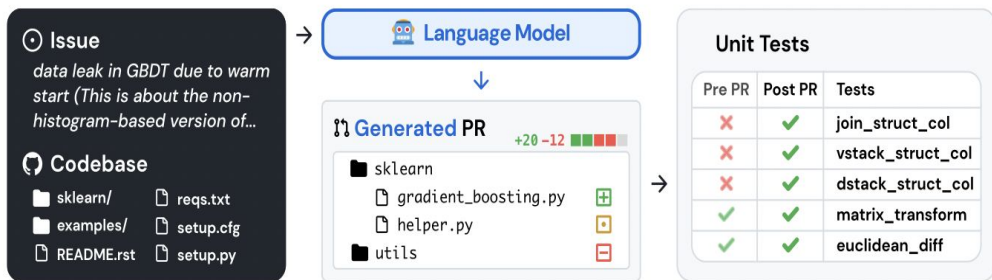 Issue
data leak in GBDT due to warm
start (This is about the non-
histogram-based version of...
Codebase
sklearn/
reqs.txt
examples/
setup.cfg
README.rst
setup.py
Language Model
Generated PR
+20 -12
sklearn
gradient_boosting.py
helper.py
utils
Unit Tests
Pre PR Post PR Tests
join_struct_col
vstack_struct_col
dstack_struct_col
matrix_transform
euclidean_diff